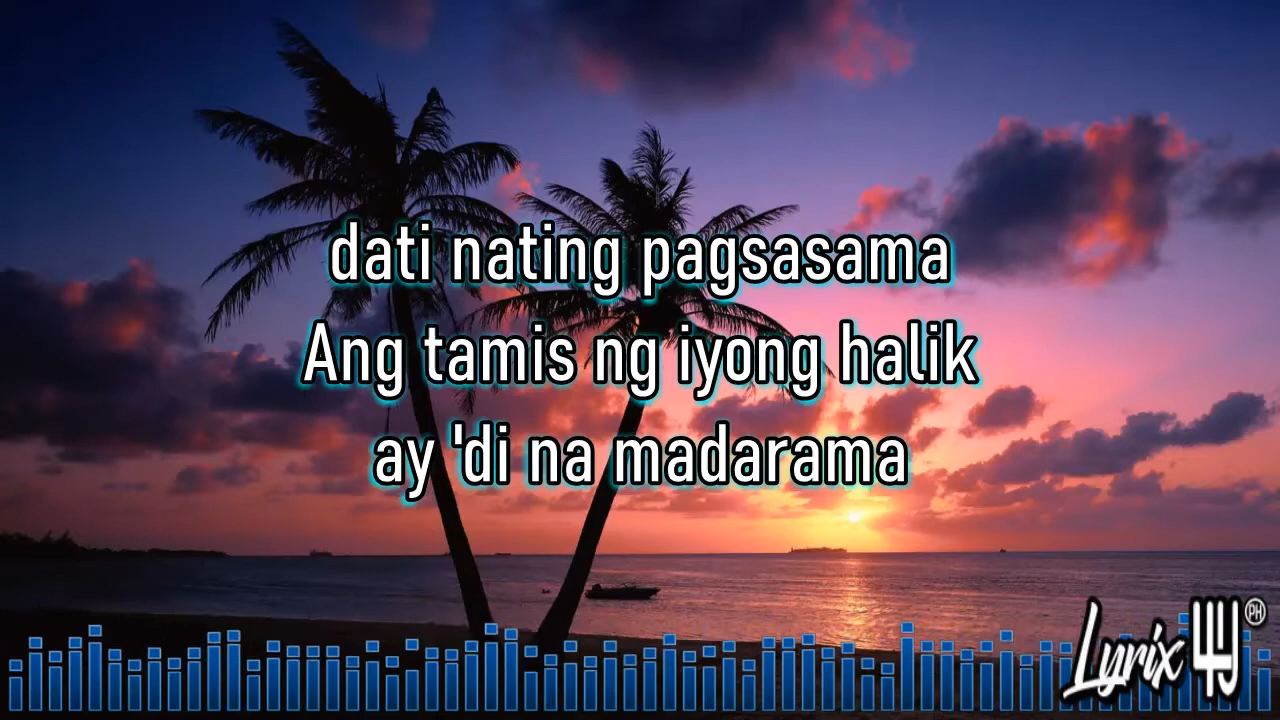 dati nating pagsasama
Ang tamis ng iyong halik
ay 'di na madarama
Lyrix
PH